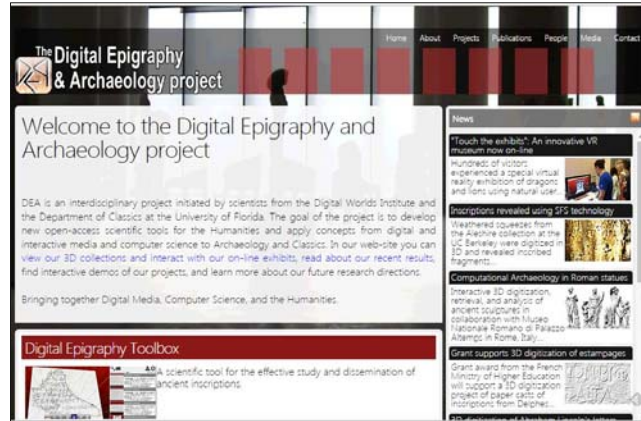 Home About Projects Publications People Media Contact
The Digital Epigraphy
& Archaeology project
Welcome to the Digital Epigraphy and
Archaeology project
DEA is an interdisciplinary project initiated by scientists from the Digital Worlds Institute and
the Department of Classics at the University of Florida. The goal of the project is to develop
new open-access scientific tools for the Humanities and apply concepts from digital and
interactive media and computer science to Archaeology and Classics. In our web-site you can
view our 3D collections and interact with our on-line exhibits, read about our recent results,
find interactive demos of our projects, and learn more about our future research directions.
Bringing together Digital Media, Computer Science, and the Humanities.
Digital Epigraphy Toolbox
A scientific tool for the effective study and dissemination of
ancient inscriptions
News
"Touch the exhibits": An innovative VR
museum now on-line
Hundreds of visitors
experienced a special virtual
reality exhibition of dragons
and lions using natural user...
Inscriptions revealed using SFS technology
Weathered squeezes from
the Aleshire collection at the
UC Berkeley were digitized in
3D and revealed inscribed
fragments...
Computational Archaeology in Roman statues
Interactive 3D digitization,
retrieval, and analysis of
ancient sculptures in
collaboration with Museo
Nationale Romano di Palazzo
Altemps in Rome, Italy...
Grant supports 3D digitization of estampages
Grant award from the French
Ministry of Higher Education
will support a 3D digitization
project of paper casts of
inscriptions from Delphes...
3D digitization of Abraham Lincoln's letters